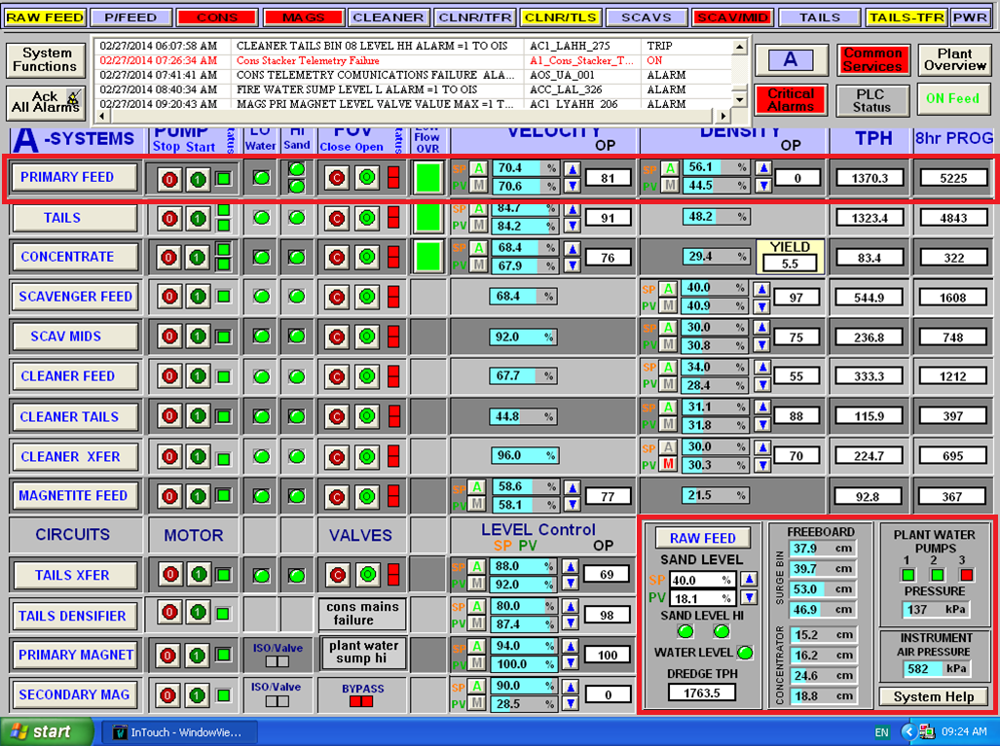 RAW FEED P/FEED CONS MAGS CLEANER CLNR/TFR CLNR/TLS SCAVS SCAV/MID TAILS TAILS-TFR PWR
System Functions
Ack All Alarms
02/27/2014 06:07:58 AM CLEANER TAILS BIN 08 LEVEL HH ALARM =1 TO OIS AC1_LAHH_275 TRIP
02/27/2014 07:26:34 AM Cons Stacker Telemetry Failure A1_Cons_Stacker_T... ON
02/27/2014 07:41:41 AM CONS TELEMETRY COMUNICATIONS FAILURE ALA... AOS_UA_001 ALARM
02/27/2014 08:40:34 AM FIRE WATER SUMP LEVEL L ALARM =1 TO OIS ACC_LAL_326 ALARM
02/27/2014 09:20:43 AM MAGS PRI MAGNET LEVEL VALVE VALUE MAX =1 T... AC1_LYAHH_206 ALARM
A Common Services Plant Overview
Critical Alarms PLC Status ON Feed
A -SYSTEMS PUMP Stop Start Status LO Water HI Sand FOV Close Open Status Low Flow OVR VELOCITY OP DENSITY OP TPH 8hr PROG
PRIMARY FEED 0 1 C O SP A 70.4 % PV M 70.6 % 81 SP A 56.1 % PV M 44.5 % 0 1370.3 5225
TAILS 0 1 C O SP A 84.7 % PV M 84.2 % 91 48.2 % 1323.4 4843
CONCENTRATE 0 1 C O SP A 68.4 % PV M 67.9 % 76 29.4 % YIELD 5.5 83.4 322
SCAVENGER FEED 0 1 C O 68.4 % SP A 40.0 % PV M 40.9 % 97 544.9 1608
SCAV MIDS 0 1 C O 92.0 % SP A 30.0 % PV M 30.8 % 75 236.8 748
CLEANER FEED 0 1 C O 67.7 % SP A 34.0 % PV M 28.4 % 55 333.3 1212
CLEANER TAILS 0 1 C O 44.8 % SP A 31.1 % PV M 31.8 % 88 115.9 397
CLEANER XFER 0 1 C O 96.0 % SP A 30.0 % PV M 30.3 % 70 224.7 695
MAGNETITE FEED 0 1 C O SP A 58.6 % PV M 58.1 % 77 21.5 % 92.8 367
CIRCUITS MOTOR VALVES LEVEL Control SP PV OP
TAILS XFER 0 1 C O SP A 88.0 % PV M 92.0 % 69
TAILS DENSIFIER 0 1 cons mains failure SP A 80.0 % PV M 87.4 % 98
PRIMARY MAGNET 0 1 ISO/Valve plant water sump hi SP A 94.0 % PV M 100.0 % 100
SECONDARY MAG 0 1 ISO/Valve BYPASS SP A 90.0 % PV M 28.5 % 0
RAW FEED
SAND LEVEL
SP 40.0 %
PV 18.1 %
SAND LEVEL HI
WATER LEVEL
DREDGE TPH
1763.5
FREEBOARD
SURGE BIN
37.9 cm
39.7 cm
53.0 cm
46.9 cm
CONCENTRATOR
15.2 cm
16.2 cm
24.6 cm
18.8 cm
PLANT WATER
PUMPS
1 2 3
PRESSURE
137 kPa
INSTRUMENT
AIR PRESSURE
582 kPa
System Help
start InTouch - WindowVie... EN 09:24 AM